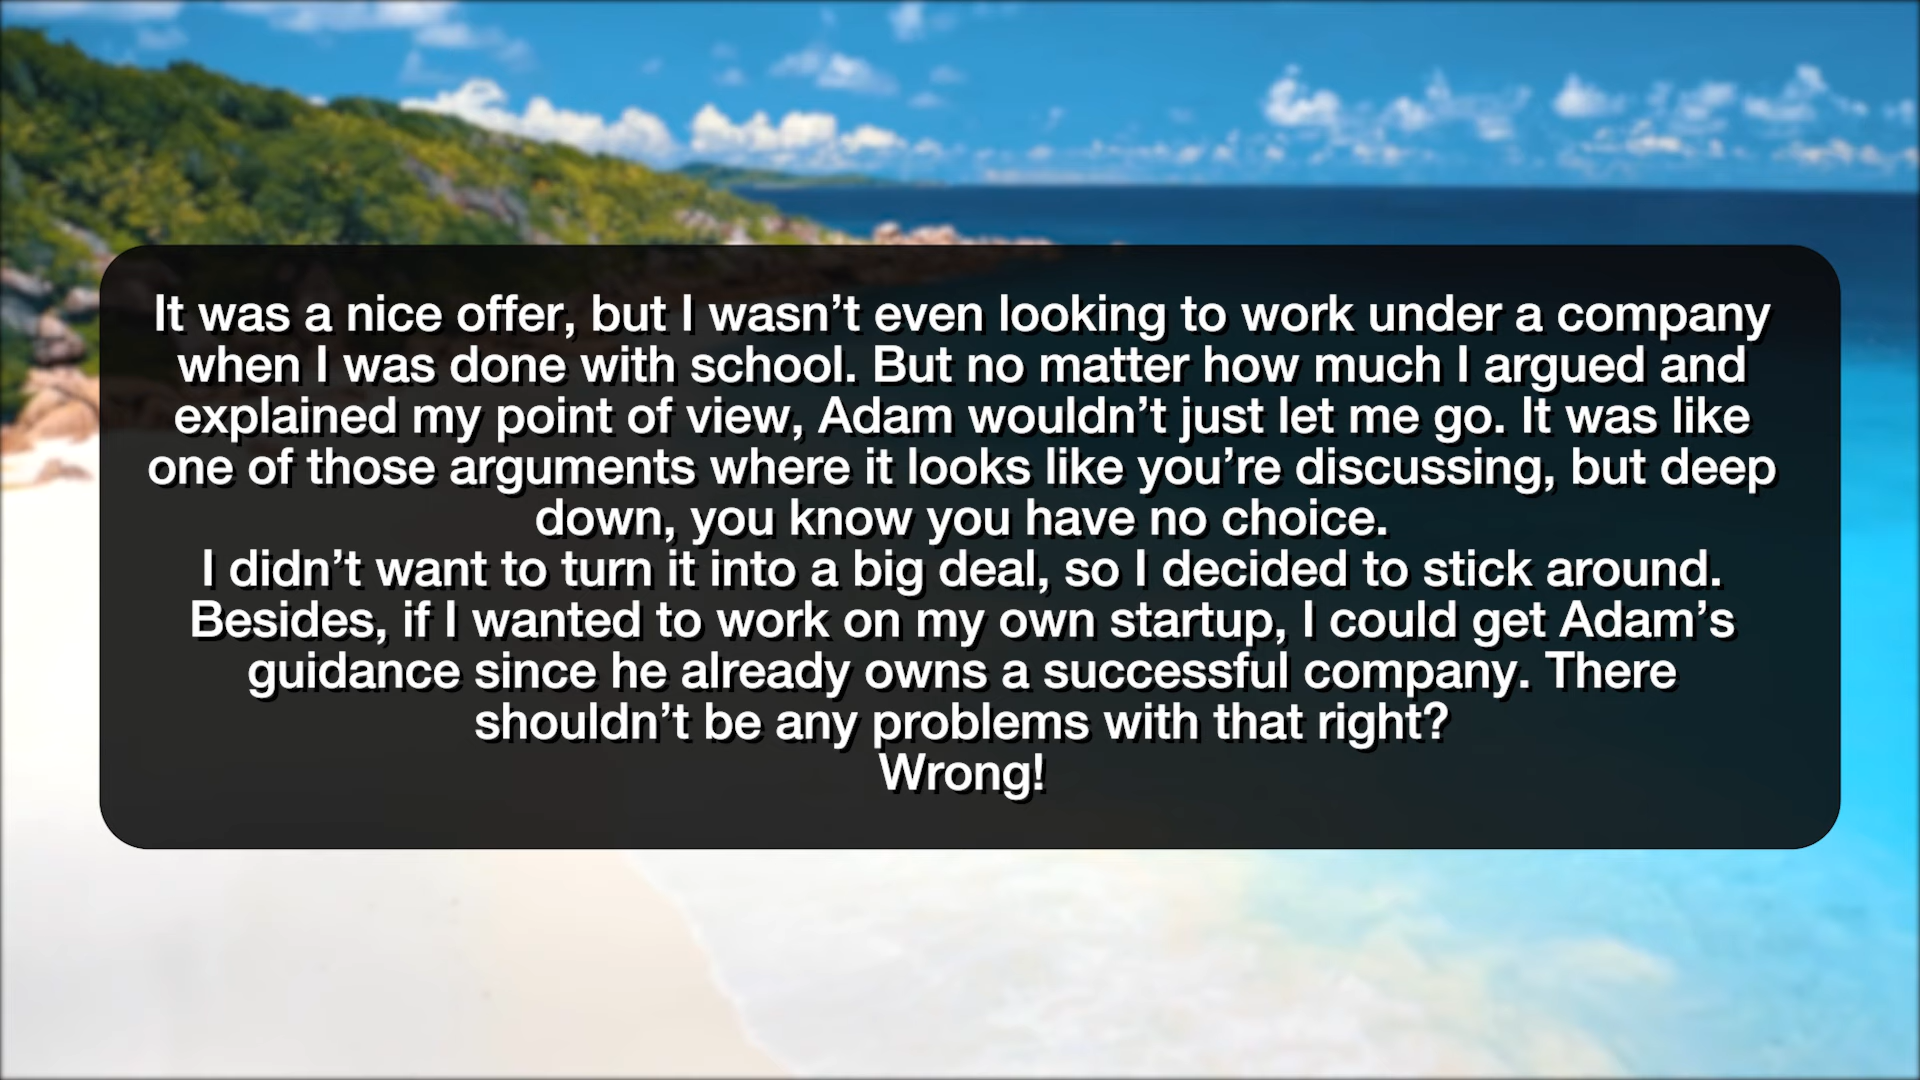 It was a nice offer, but I wasn’t even looking to work under a company
when I was done with school. But no matter how much I argued and
explained my point of view, Adam wouldn’t just let me go. It was like
one of those arguments where it looks like you’re discussing, but deep
down, you know you have no choice.
I didn’t want to turn it into a big deal, so I decided to stick around.
Besides, if I wanted to work on my own startup, I could get Adam’s
guidance since he already owns a successful company. There
shouldn’t be any problems with that right?
Wrong!